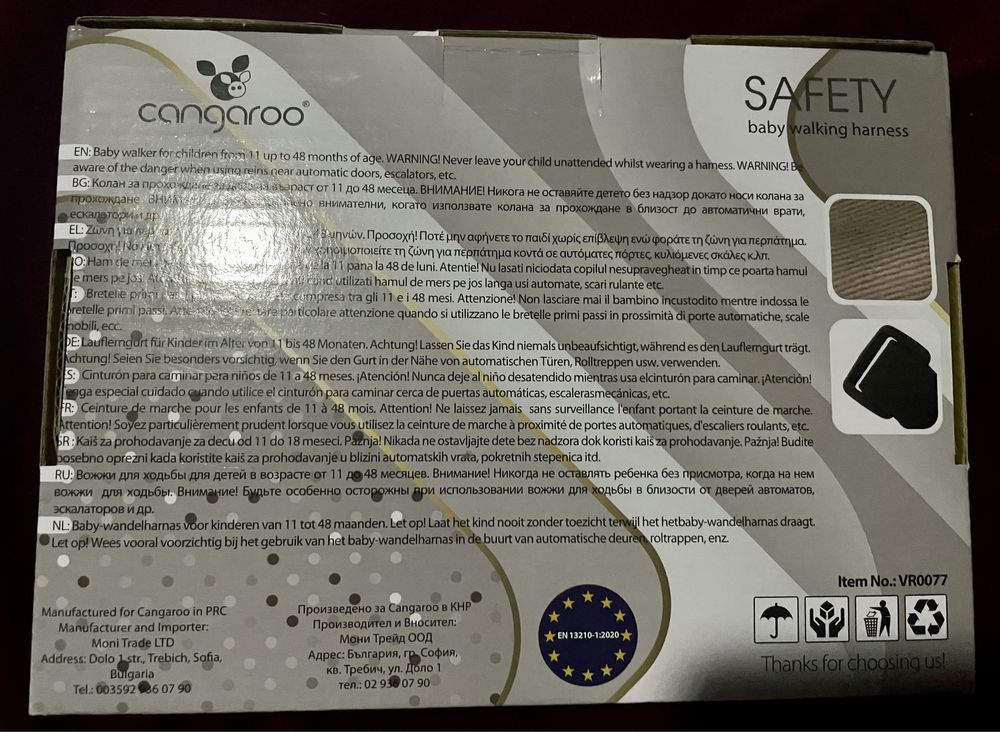 cangaroo®
SAFETY
baby walking harness
EN: Baby walker for children from 11 up to 48 months of age. WARNING! Never leave your child unattended whilst wearing a harness. WARNING! Be
aware of the danger when using reins near automatic doors, escalators, etc.
BG: Колан за прохождане за деца на възраст от 11 до 48 месеца. ВНИМАНИЕ! Никога не оставяйте детето без надзор докато носи колана за
прохождане внимателни, когато използвате колана за прохождане в близост до автоматични врати,
ескалатори и др.
EL: Ζώνη για μηνών. Προσοχή! Ποτέ μην αφήνετε το παιδί χωρίς επίβλεψη ενώ φοράτε τη ζώνη για περπάτημα.
Προσοχή! Να χρησιμοποιείτε τη ζώνη για περπάτημα κοντά σε αυτόματες πόρτες, κυλιόμενες σκάλες κ.λπ.
RO: Ham de la 11 pana la 48 de luni. Atentie! Nu lasati niciodata copilul nesupravegheat in timp ce poarta hamul
de mers pe jos. utilizati hamul de mers pe jos langa usi automate, scari rulante etc.
IT: Bretelle primi compresa tra gli 11 e i 48 mesi. Attenzione! Non lasciare mai il bambino incustodito mentre indossa le
bretelle primi passi. particolare attenzione quando si utilizzano le bretelle primi passi in prossimità di porte automatiche, scale
mobili, ecc.
DE: Lauflerngurt für Kinder im Alter von 11 bis 48 Monaten. Achtung! Lassen Sie das Kind niemals unbeaufsichtigt, während es den Lauflerngurt trägt.
Achtung! Seien Sie besonders vorsichtig, wenn Sie den Gurt in der Nähe von automatischen Türen, Rolltreppen usw. verwenden.
ES: Cinturón para caminar para niños de 11 a 48 meses. ¡Atención! Nunca deje al niño desatendido mientras usa elcinturón para caminar. ¡Atención!
Tenga especial cuidado cuando utilice el cinturón para caminar cerca de puertas automáticas, escalerasmecánicas, etc.
FR: Ceinture de marche pour les enfants de 11 à 48 mois. Attention! Ne laissez jamais sans surveillance l'enfant portant la ceinture de marche.
Attention! Soyez particulièrement prudent lorsque vous utilisez la ceinture de marche à proximité de portes automatiques, d'escaliers roulants, etc.
SR: Kaiš za prohodavanje za decu od 11 do 18 meseci. Pažnja! Nikada ne ostavljajte dete bez nadzora dok koristi kaiš za prohodavanje. Pažnja! Budite
posebno oprezni kada koristite kaiš za prohodavanje u blizini automatskih vrata, pokretnih stepenica itd.
RU: Вожжи для ходьбы для детей в возрасте от 11 до 48 месяцев. Внимание! Никогда не оставлять ребенка без присмотра, когда на нем
вожжи для ходьбы. Внимание! Будьте особенно осторожны при использовании вожжи для ходьбы в близости от дверей автоматов,
эскалаторов и др.
NL: Baby-wandelharnas voor kinderen van 11 tot 48 maanden. Let op! Laat het kind nooit zonder toezicht terwijl het hetbaby-wandelharnas draagt.
Let op! Wees vooral voorzichtig bij het gebruik van het baby-wandelharnas in de buurt van automatische deuren, roltrappen, enz.
Manufactured for Cangaroo in PRC
Manufacturer and Importer:
Moni Trade LTD
Address: Dolo 1 str., Trebich, Sofia,
Bulgaria
Tel.: 003592 936 07 90
Произведено за Cangaroo в КНР
Производител и Вносител:
Мони Трейд ООД
Адрес: България, гр. София,
кв. Требич, ул. Доло 1
тел.: 02 936 07 90
EN 13210-1:2020
Item No.: VR0077
Thanks for choosing us!